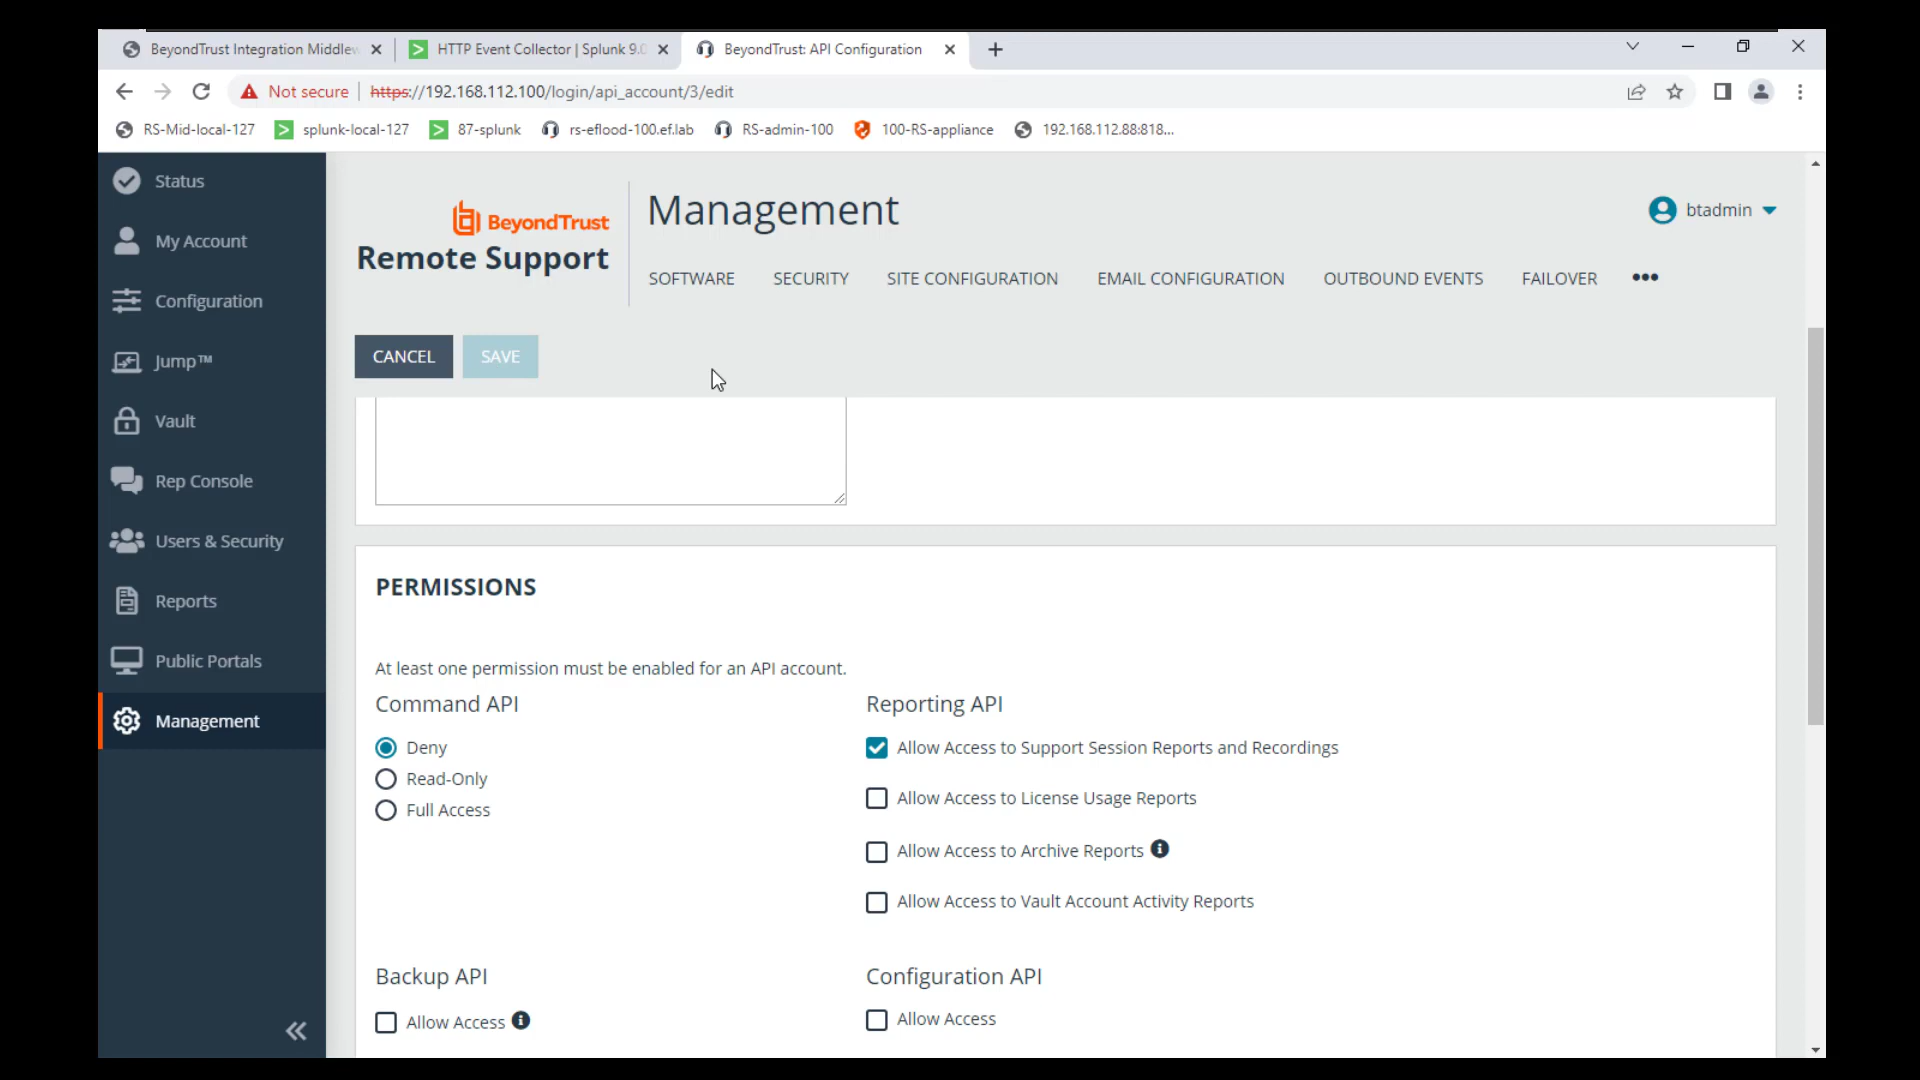 BeyondTrust Integration Middlew
HTTP Event Collector | Splunk 9.0
BeyondTrust: API Configuration
Not secure
https://192.168.112.100/login/api_account/3/edit
RS-Mid-local-127
splunk-local-127
87-splunk
rs-eflood-100.ef.lab
RS-admin-100
100-RS-appliance
192.168.112.88:818...
Status
My Account
Configuration
Jump™
Vault
Rep Console
Users & Security
Reports
Public Portals
Management
BeyondTrust
Remote Support
Management
btadmin
SOFTWARE
SECURITY
SITE CONFIGURATION
EMAIL CONFIGURATION
OUTBOUND EVENTS
FAILOVER
CANCEL
SAVE
PERMISSIONS
At least one permission must be enabled for an API account.
Command API
Deny
Read-Only
Full Access
Reporting API
Allow Access to Support Session Reports and Recordings
Allow Access to License Usage Reports
Allow Access to Archive Reports
Allow Access to Vault Account Activity Reports
Backup API
Allow Access
Configuration API
Allow Access